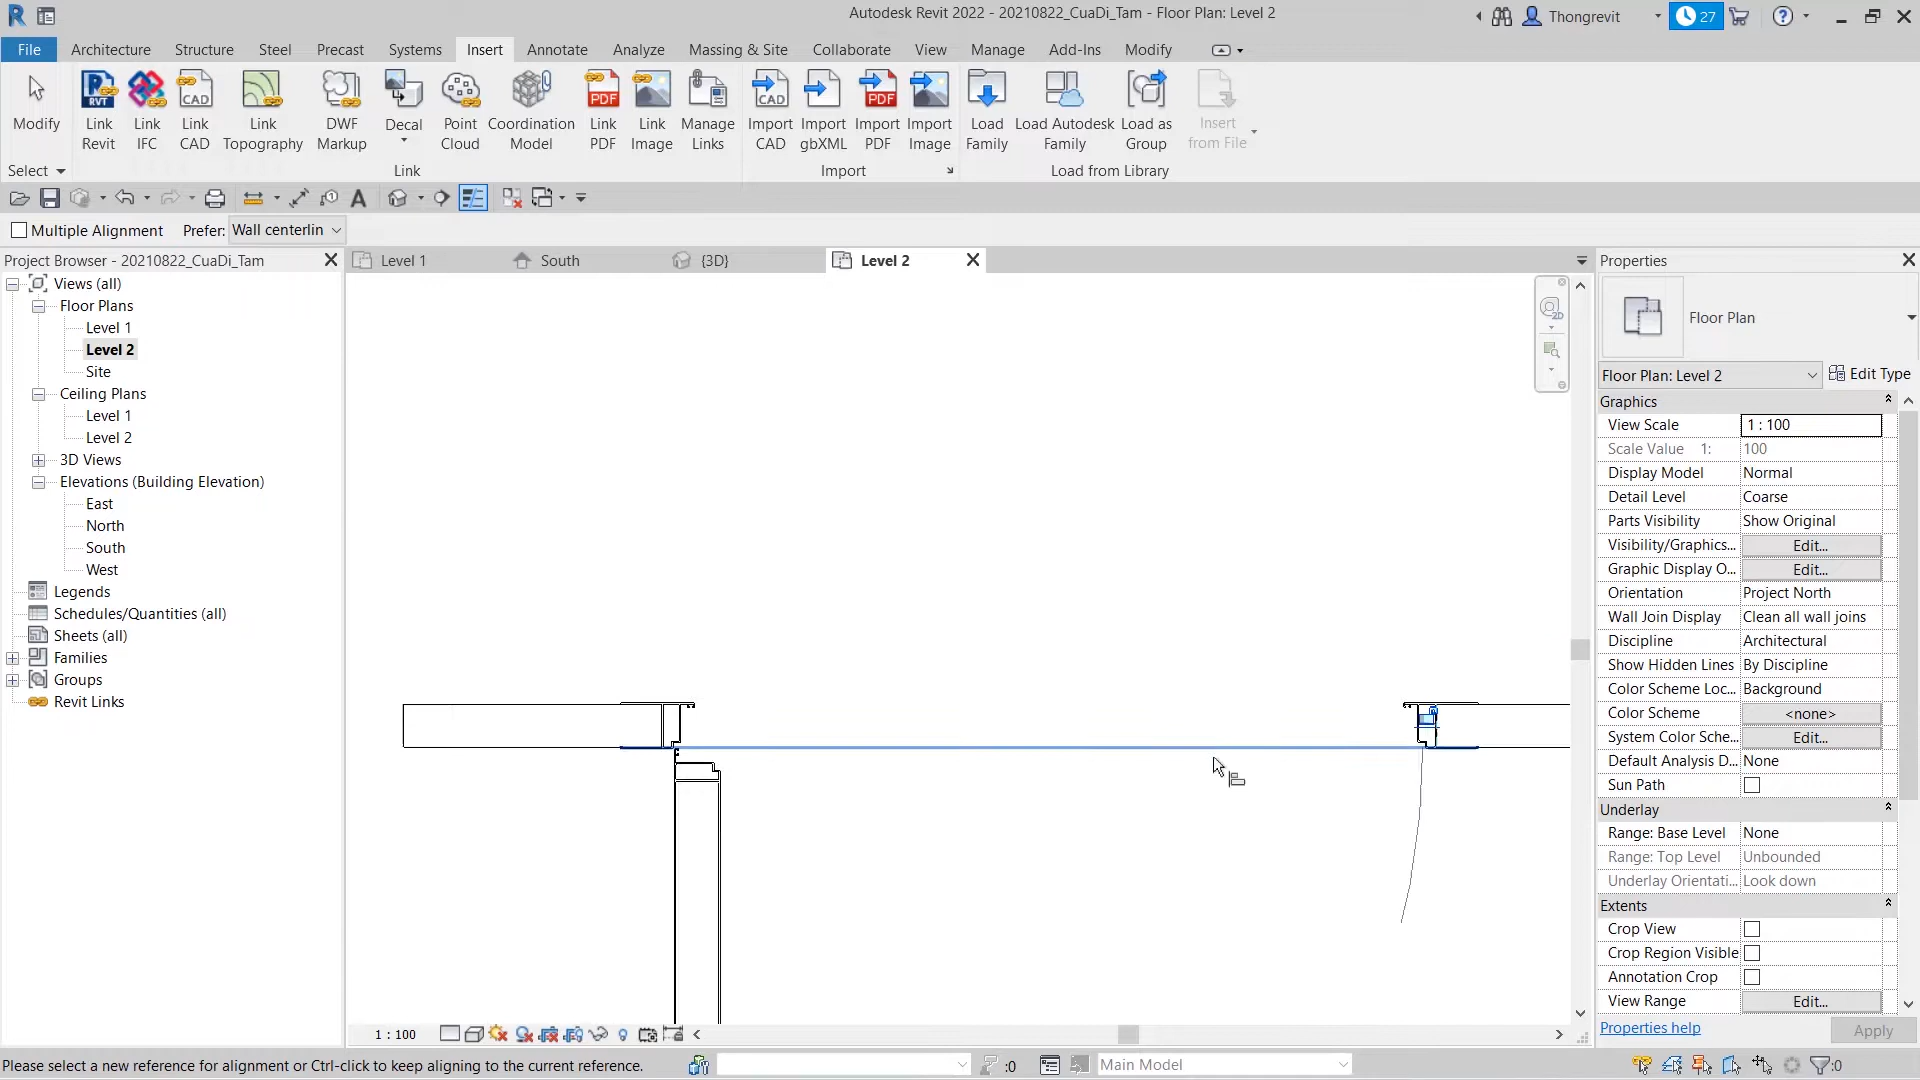 Autodesk Revit 2022 - 20210822_CuaDi_Tam - Floor Plan: Level 2
Thongrevit
27
File Architecture Structure Steel Precast Systems Insert Annotate Analyze Massing & Site Collaborate View Manage Add-Ins Modify
Modify
Link Revit
Link IFC
Link CAD
Link Topography
DWF Markup
Decal
Point Cloud
Coordination Model
Link PDF
Link Image
Manage Links
Import CAD
Import gbXML
Import PDF
Import Image
Load Family
Load Autodesk Family
Load as Group
Insert from File
Select
Link
Import
Load from Library
Multiple Alignment Prefer: Wall centerlin
Project Browser - 20210822_CuaDi_Tam
Views (all)
Floor Plans
Level 1
Level 2
Site
Ceiling Plans
Level 1
Level 2
3D Views
Elevations (Building Elevation)
East
North
South
West
Legends
Schedules/Quantities (all)
Sheets (all)
Families
Groups
Revit Links
Level 1 South {3D} Level 2
Properties
Floor Plan
Floor Plan: Level 2 Edit Type
Graphics
View Scale 1 : 100
Scale Value 1: 100
Display Model Normal
Detail Level Coarse
Parts Visibility Show Original
Visibility/Graphics... Edit...
Graphic Display O... Edit...
Orientation Project North
Wall Join Display Clean all wall joins
Discipline Architectural
Show Hidden Lines By Discipline
Color Scheme Loc... Background
Color Scheme <none>
System Color Sche... Edit...
Default Analysis D... None
Sun Path
Underlay
Range: Base Level None
Range: Top Level Unbounded
Underlay Orientati... Look down
Extents
Crop View
Crop Region Visible
Annotation Crop
View Range Edit...
Properties help Apply
1 : 100
Please select a new reference for alignment or Ctrl-click to keep aligning to the current reference.
:0
Main Model
:0